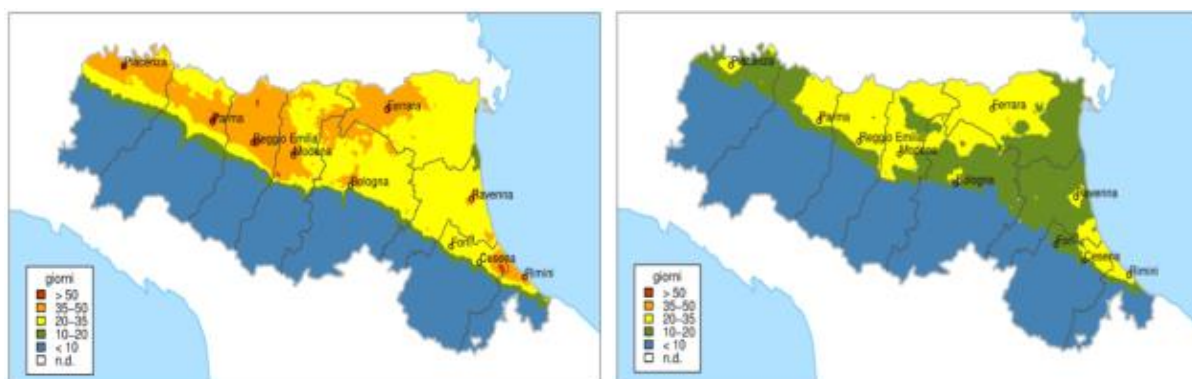 Piacenza
Parma
Reggio Emilia
Modena
Ferrara
Bologna
Ravenna
Forlì
Cesena
Rimini
giorni
> 50
35–50
20–35
10–20
< 10
n.d.
Piacenza
Parma
Reggio Emilia
Modena
Ferrara
Bologna
Ravenna
Forlì
Cesena
Rimini
giorni
> 50
35–50
20–35
10–20
< 10
n.d.